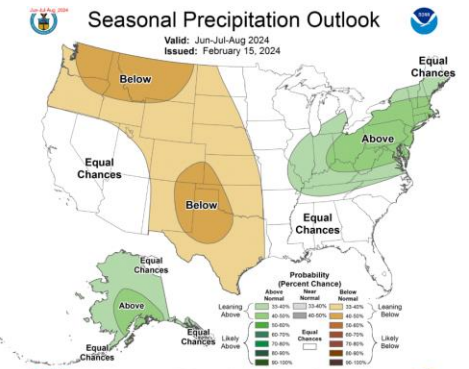 Jun-Jul-Aug 2024
Seasonal Precipitation Outlook
Valid: Jun-Jul-Aug 2024
Issued: February 15, 2024
Below
Equal
Chances
Above
Equal
Chances
Below
Equal
Chances
Equal
Chances
Above
Equal
Chances
Equal
Chances
Probability
(Percent Chance)
Above
Normal
Near
Normal
Below
Normal
Leaning
Above
33-40%
33-40%
33-40%
Leaning
Below
40-50%
40-50%
40-50%
50-60%
50-60%
Likely
Above
60-70%
Equal
Chances
60-70%
Likely
Below
70-80%
70-80%
80-90%
80-90%
90-100%
90-100%